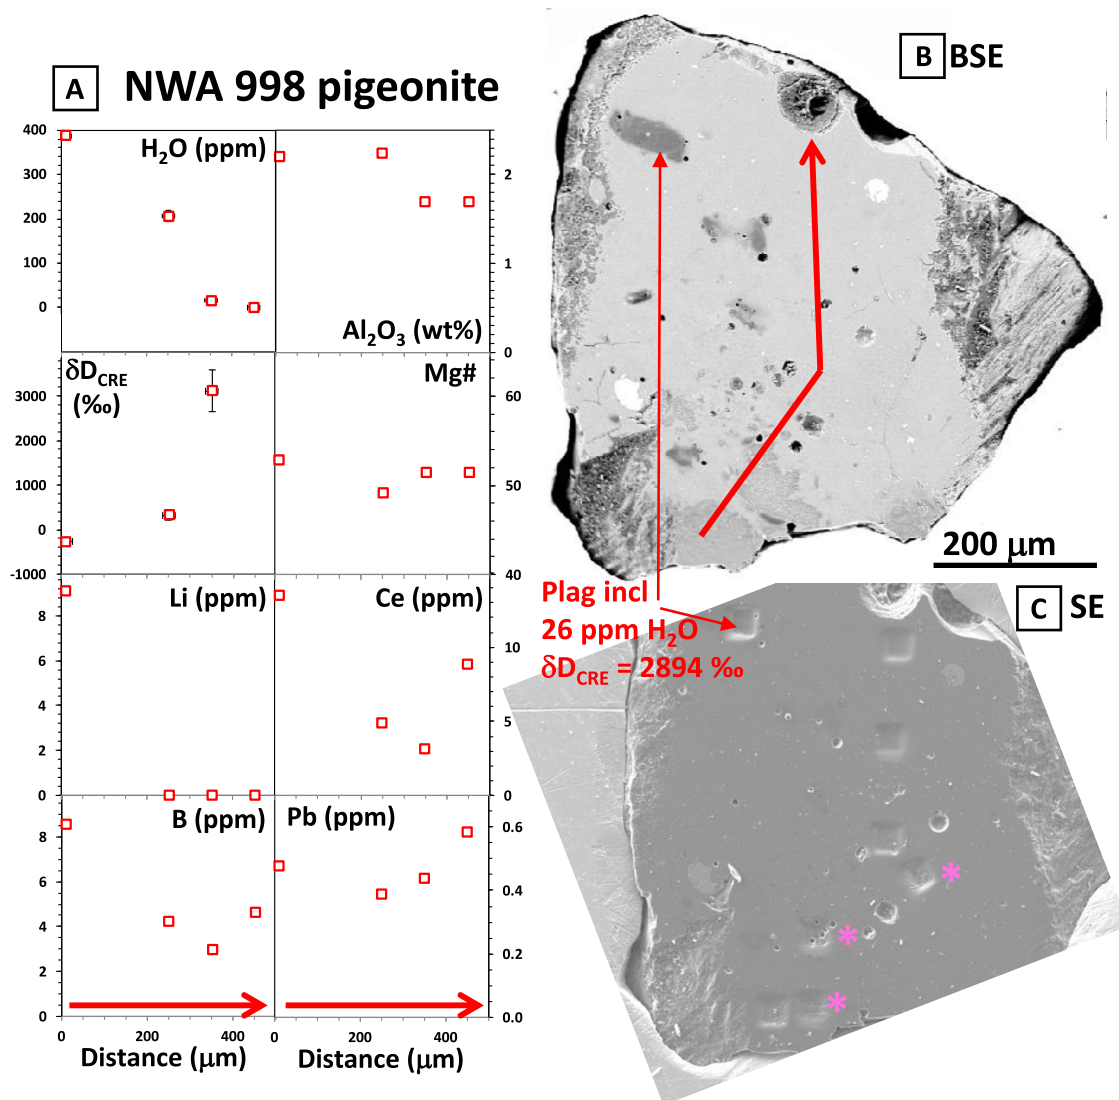 A NWA 998 pigeonite
H₂O (ppm)
400
300
200
100
0
Al₂O₃ (wt%)
2
1
0
δD_CRE
(‰)
3000
2000
1000
0
-1000
Mg#
60
50
40
Li (ppm)
8
6
4
2
0
Ce (ppm)
10
5
0
B (ppm)
8
6
4
2
0
Pb (ppm)
0.6
0.4
0.2
0.0
0 200 400
200 400
Distance (μm)
Distance (μm)
B BSE
200 μm
Plag incl
26 ppm H₂O
δD_CRE = 2894 ‰
C SE
*
*
*